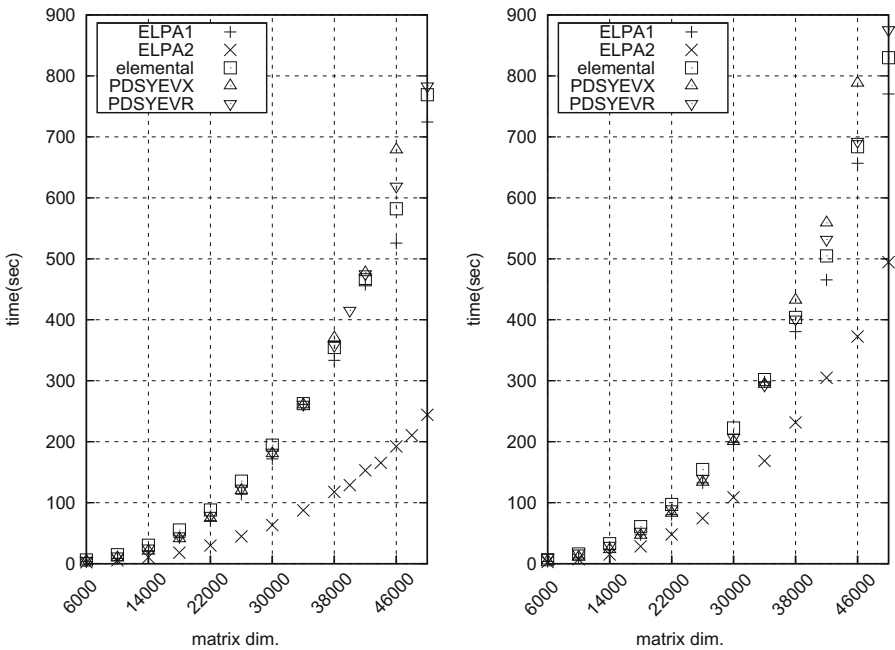 900
800
700
600
500
400
300
200
100
0
time(sec)
ELPA1
ELPA2
elemental
PDSYEVX
PDSYEVR
6000
14000
22000
30000
38000
46000
matrix dim.
900
800
700
600
500
400
300
200
100
0
time(sec)
ELPA1
ELPA2
elemental
PDSYEVX
PDSYEVR
6000
14000
22000
30000
38000
46000
matrix dim.